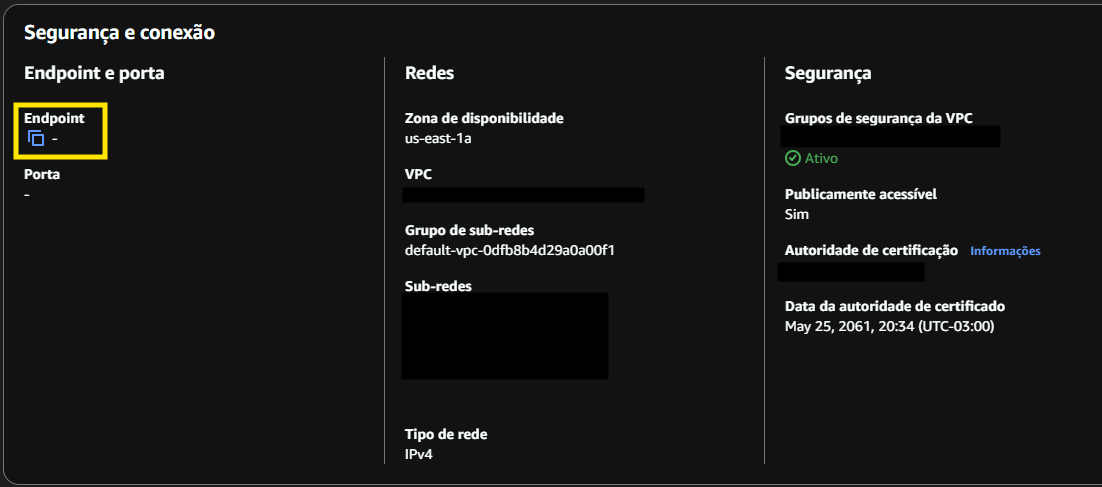 Segurança e conexão
Endpoint e porta
Endpoint
-
Porta
-
Redes
Zona de disponibilidade
us-east-1a
VPC
Grupo de sub-redes
default-vpc-0dfb8b4d29a0a00f1
Sub-redes
Tipo de rede
IPv4
Segurança
Grupos de segurança da VPC
Ativo
Publicamente acessível
Sim
Autoridade de certificação Informações
Data da autoridade de certificado
May 25, 2061, 20:34 (UTC-03:00)